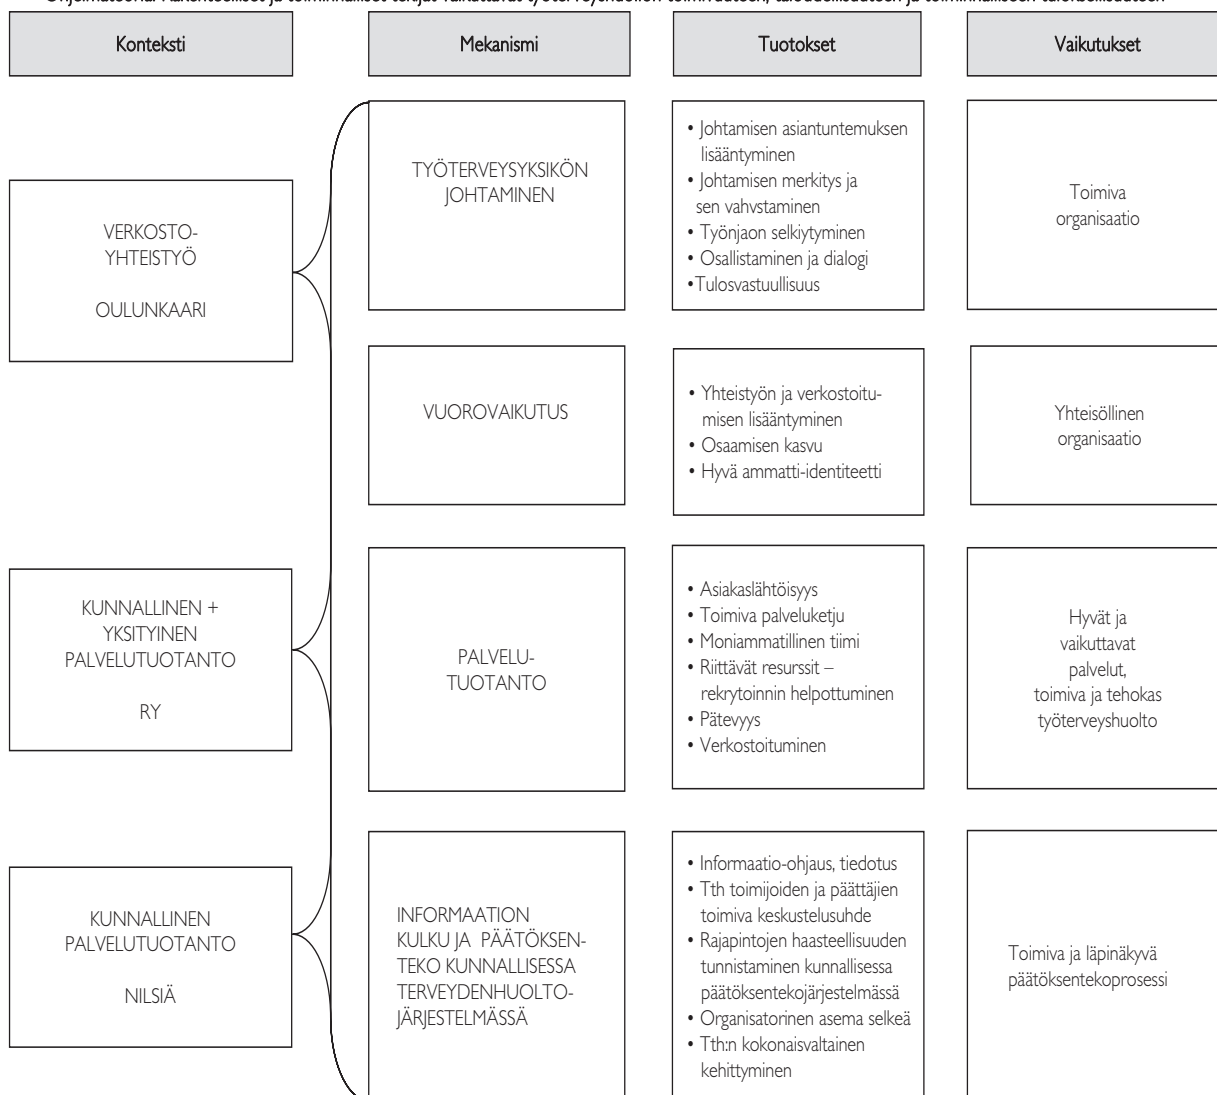 Ohjelmateoria: Rakenteelliset ja toiminnalliset tekijät vaikuttavat työterveyshuollon toimivuuteen, taloudellisuuteen ja toiminnalliseen tuloksellisuuteen
Konteksti
Mekanismi
Tuotokset
Vaikutukset
VERKOSTO-
YHTEISTYÖ
OULUNKAARI
KUNNALLINEN +
YKSITYINEN
PALVELUTUOTANTO
RY
KUNNALLINEN
PALVELUTUOTANTO
NILSIÄ
TYÖTERVEYSYKSIKÖN
JOHTAMINEN
• Johtamisen asiantuntemuksen
lisääntyminen
• Johtamisen merkitys ja
sen vahvstaminen
• Työnjaon selkiytyminen
• Osallistaminen ja dialogi
•Tulosvastuullisuus
Toimiva
organisaatio
VUOROVAIKUTUS
• Yhteistyön ja verkostoitu-
misen lisääntyminen
• Osaamisen kasvu
• Hyvä ammatti-identiteetti
Yhteisöllinen
organisaatio
PALVELU-
TUOTANTO
• Asiakaslähtöisyys
• Toimiva palveluketju
• Moniammatillinen tiimi
• Riittävät resurssit –
rekrytoinnin helpottuminen
• Pätevyys
• Verkostoituminen
Hyvät ja
vaikuttavat
palvelut,
toimiva ja tehokas
työterveyshuolto
INFORMAATION
KULKU JA PÄÄTÖKSEN-
TEKO KUNNALLISESSA
TERVEYDENHUOLTO-
JÄRJESTELMÄSSÄ
• Informaatio-ohjaus, tiedotus
• Tth toimijoiden ja päättäjien
toimiva keskustelusuhde
• Rajapintojen haasteellisuuden
tunnistaminen kunnallisessa
päätöksentekojärjestelmässä
• Organisatorinen asema selkeä
• Tth:n kokonaisvaltainen
kehittyminen
Toimiva ja läpinäkyvä
päätöksentekoprosessi